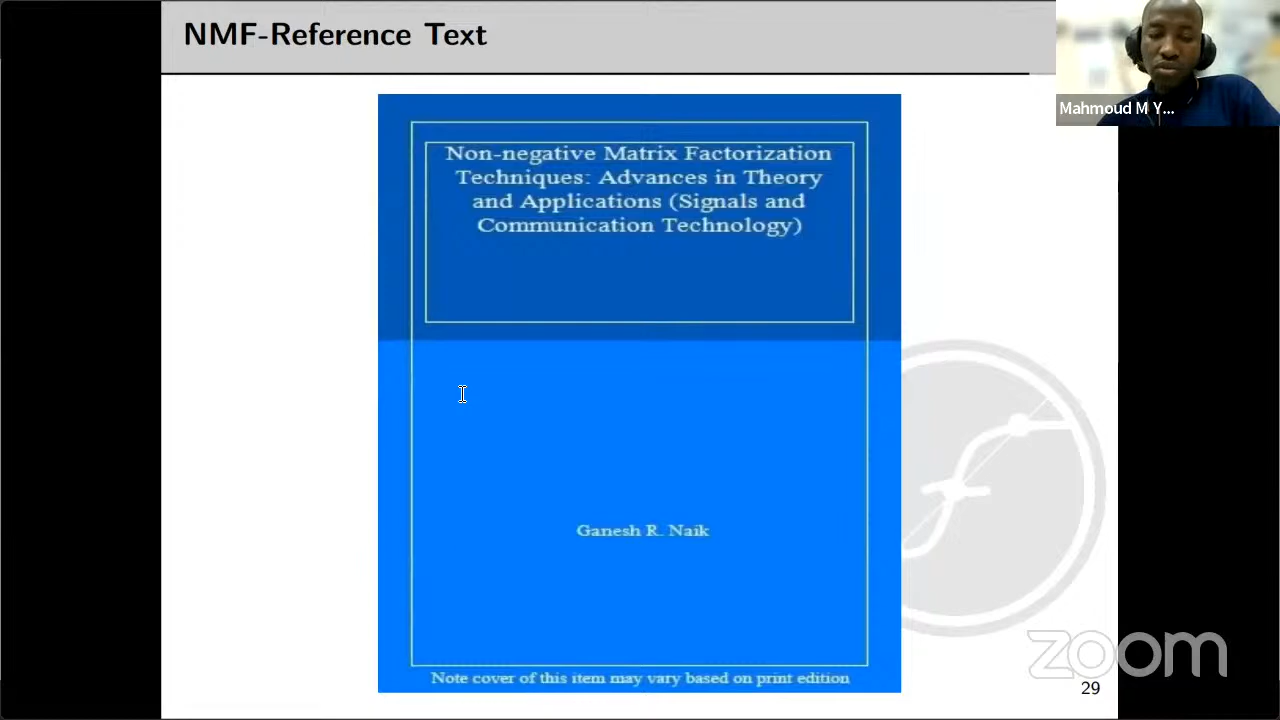 NMF-Reference Text
Mahmoud M Y...
Non-negative Matrix Factorization
Techniques: Advances in Theory
and Applications (Signals and
Communication Technology)
Ganesh R. Naik
Note cover of this item may vary based on print edition
zoom
29